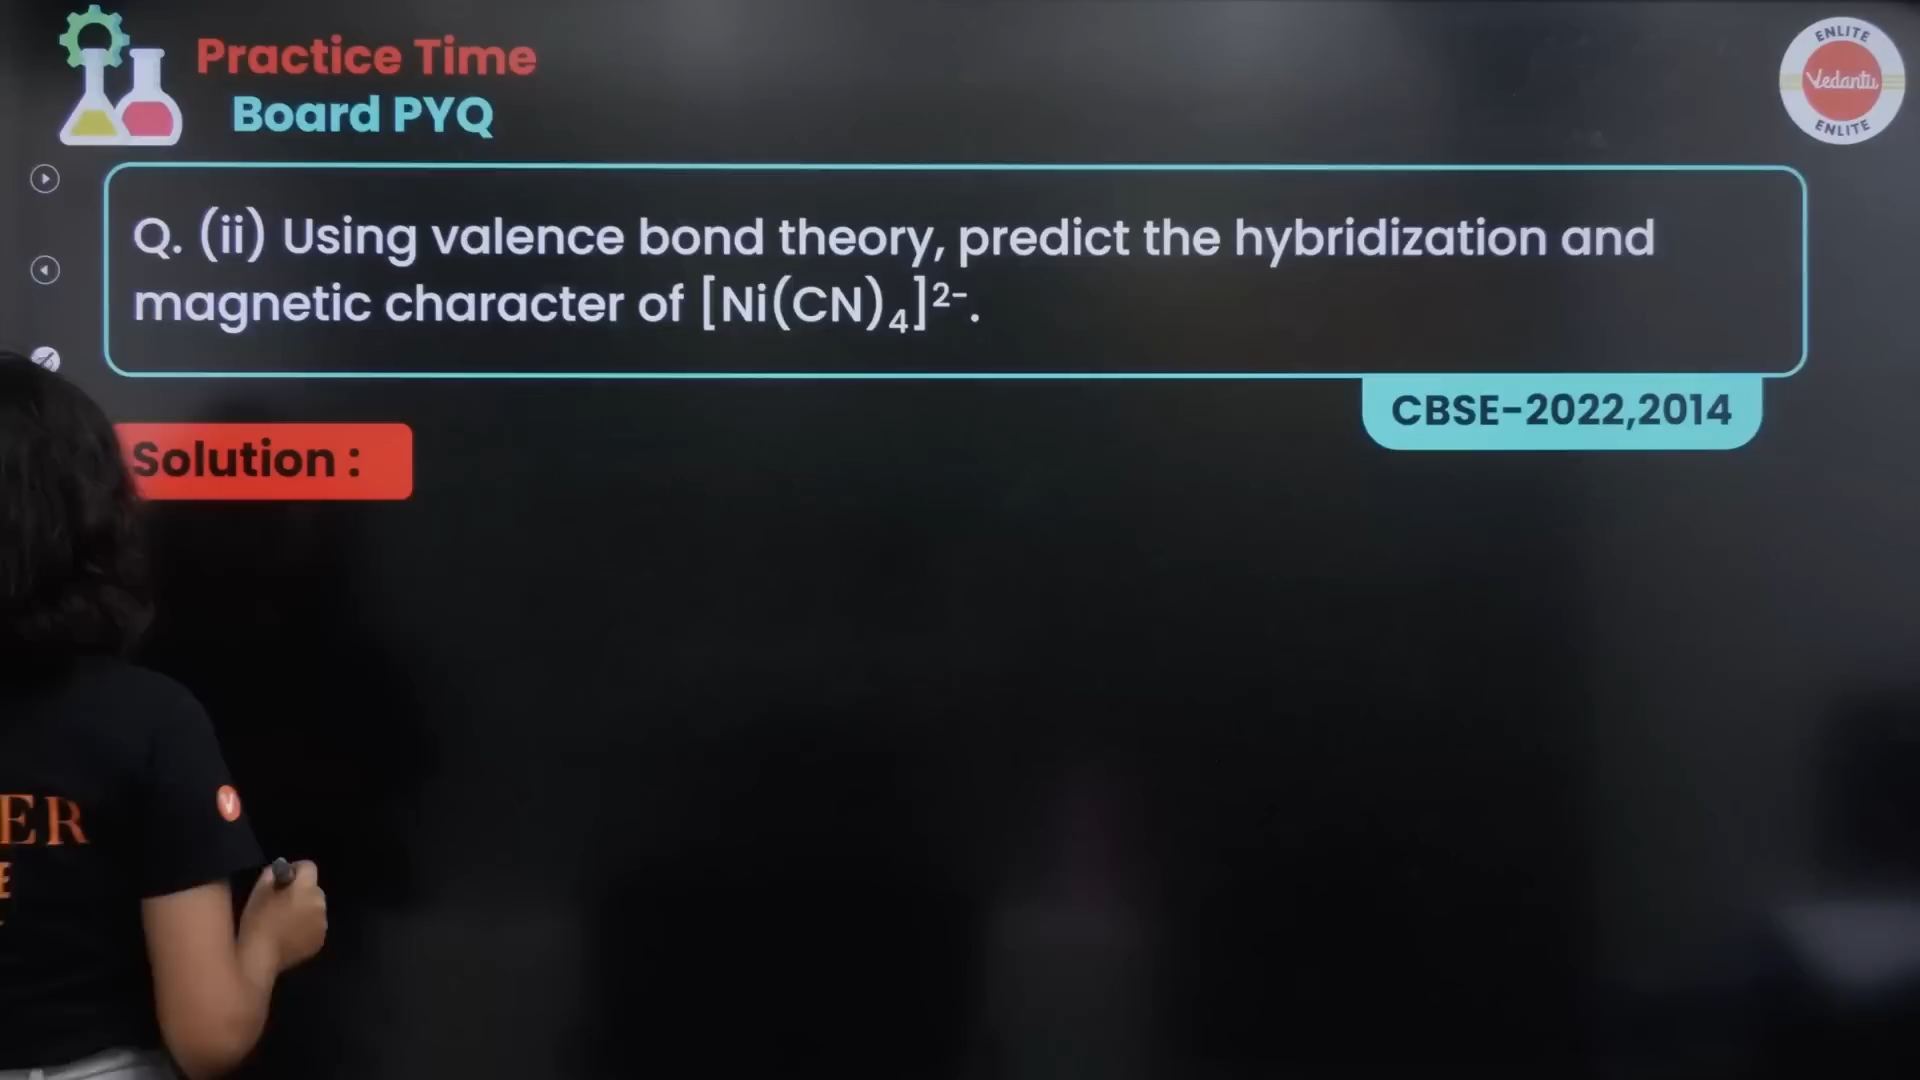 Practice Time
Board PYQ
ENLITE
Vedantu
ENLITE
Q. (ii) Using valence bond theory, predict the hybridization and
magnetic character of [Ni(CN)₄]²⁻.
CBSE-2022,2014
Solution :
V
ER